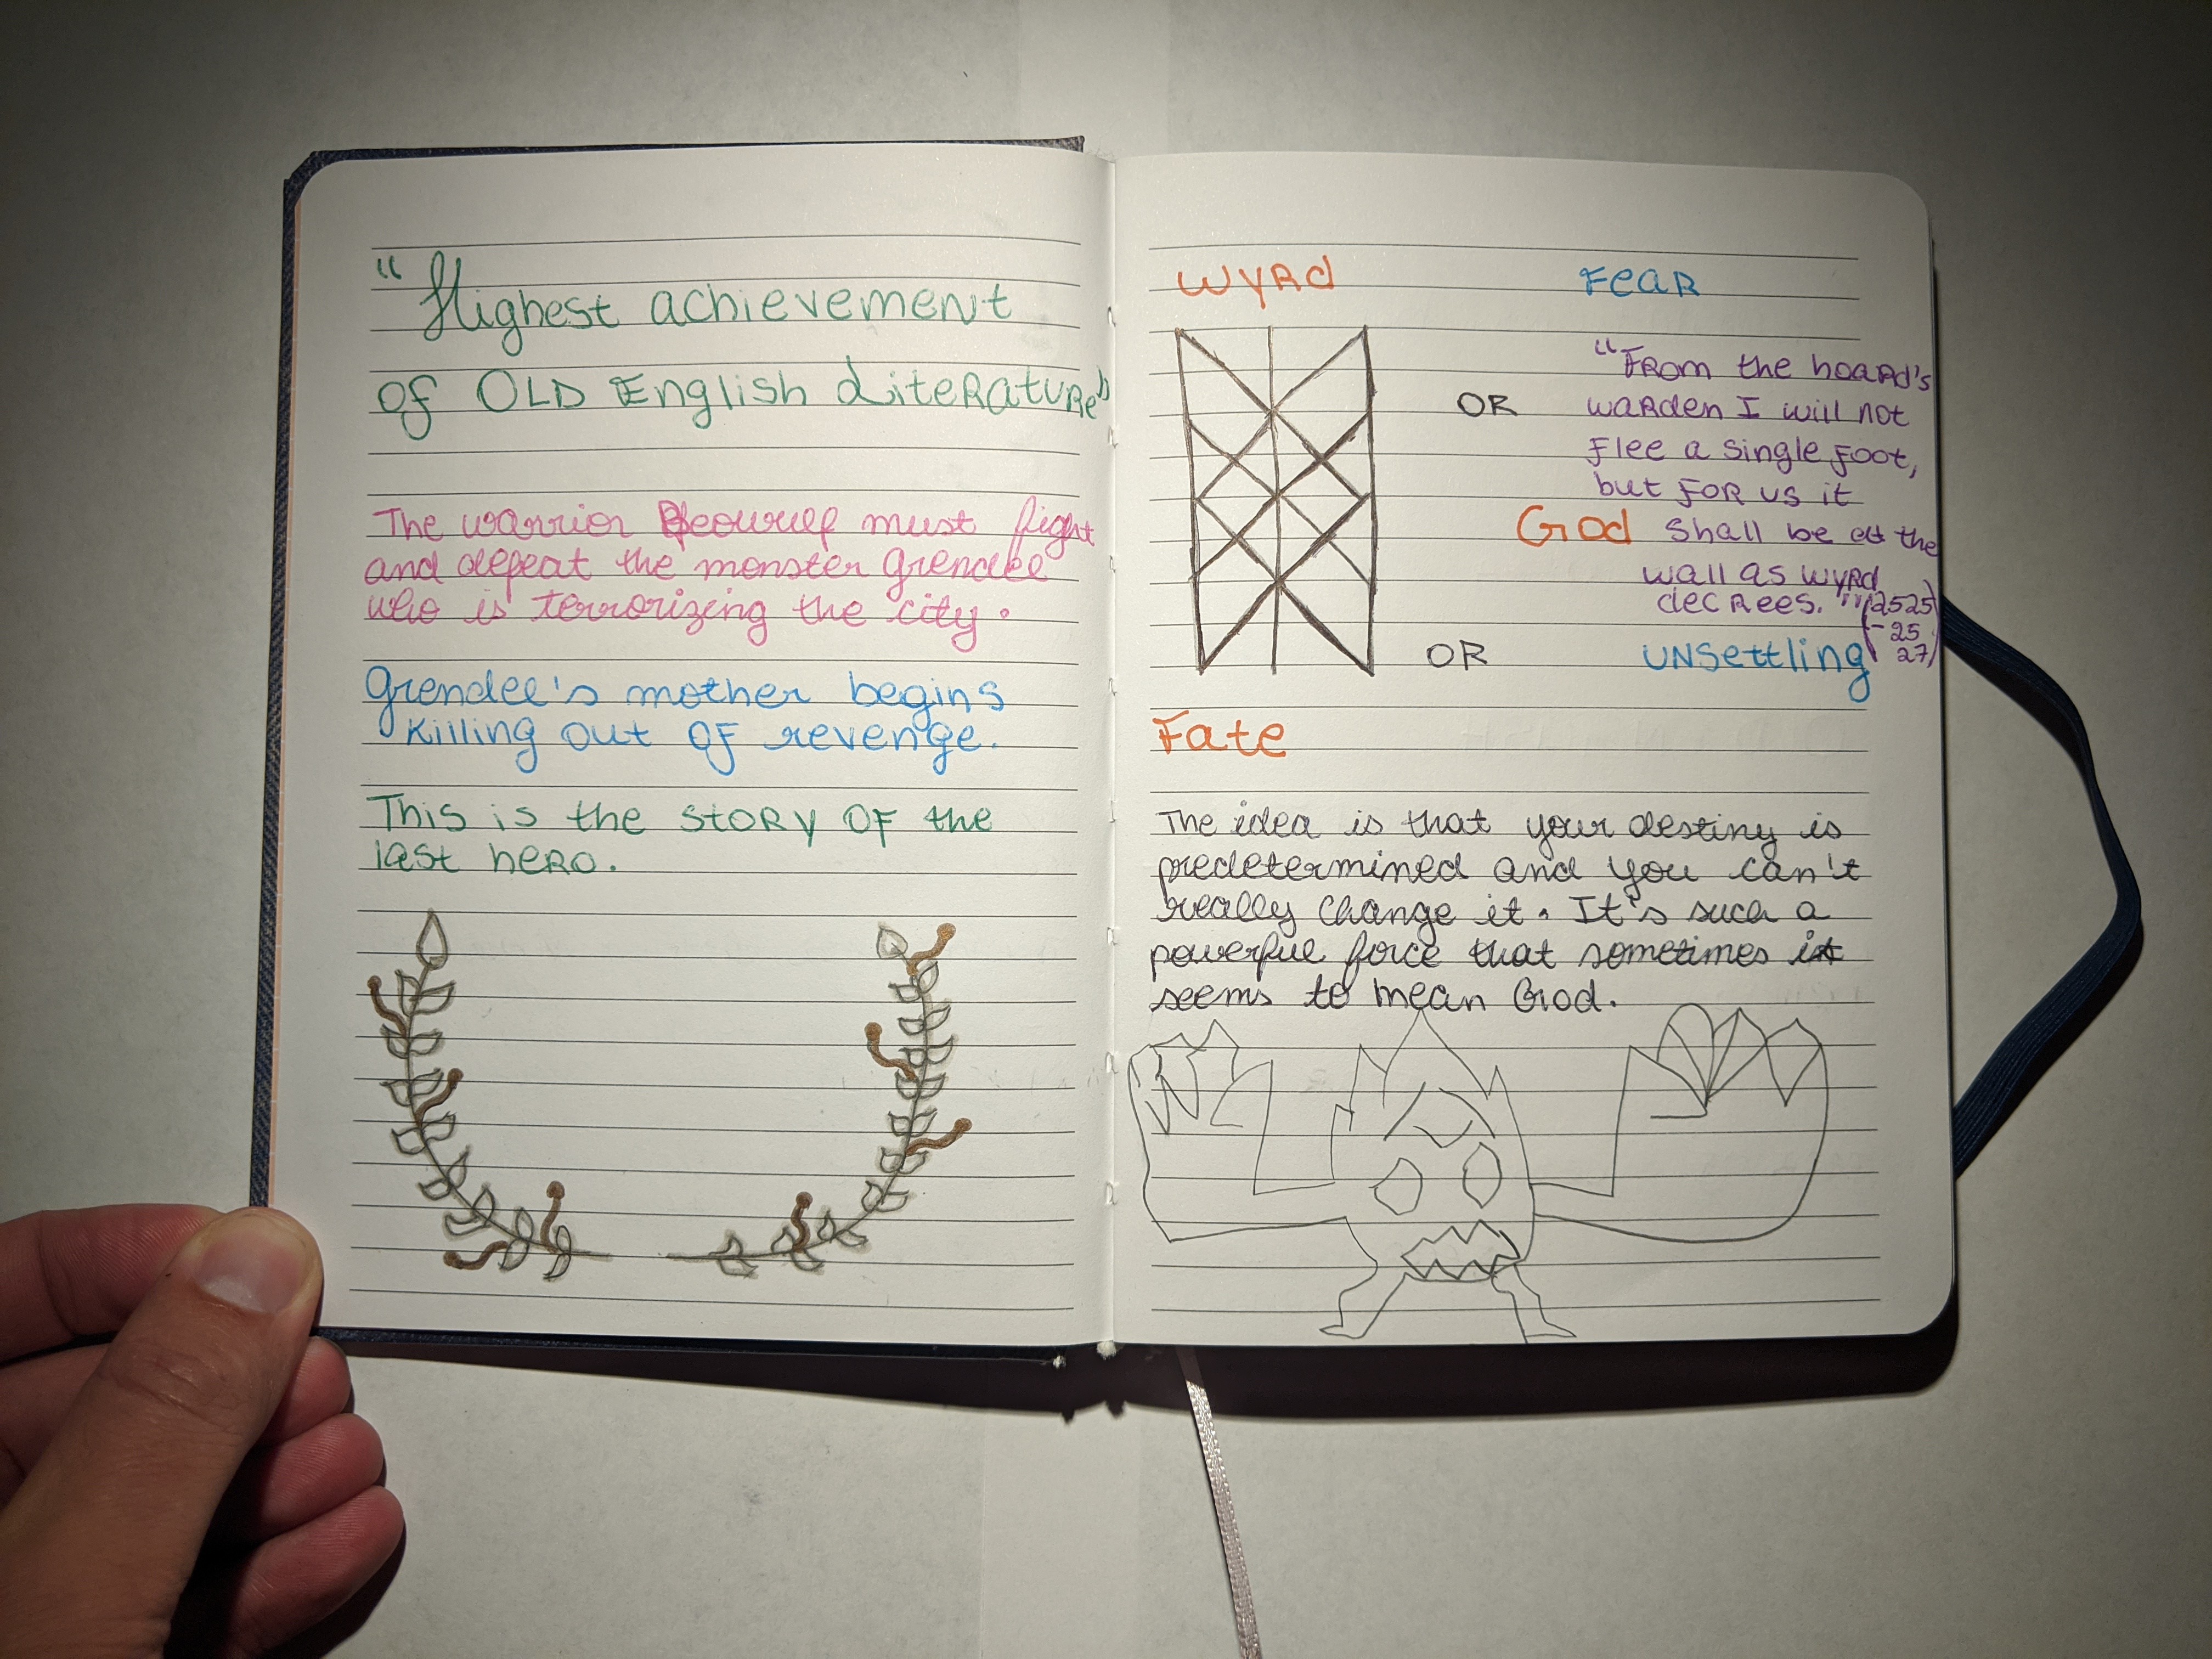 "Highest achievement
of OLD English Literature"
The warrior Beowulf must fight
and defeat the monster Grendel
who is terrorizing the city.
Grendel's mother begins
killing out of revenge.
This is the story of the
last hero.
Wyrd
Fear
"From the hoard's
OR
warden I will not
flee a single foot,
but for us it
God
shall be at the
wall as wyrd
decrees." (2525
-25
27)
OR
unsettling
Fate
The idea is that your destiny is
predetermined and you can't
really change it. It's such a
powerful force that sometimes it
seems to mean God.